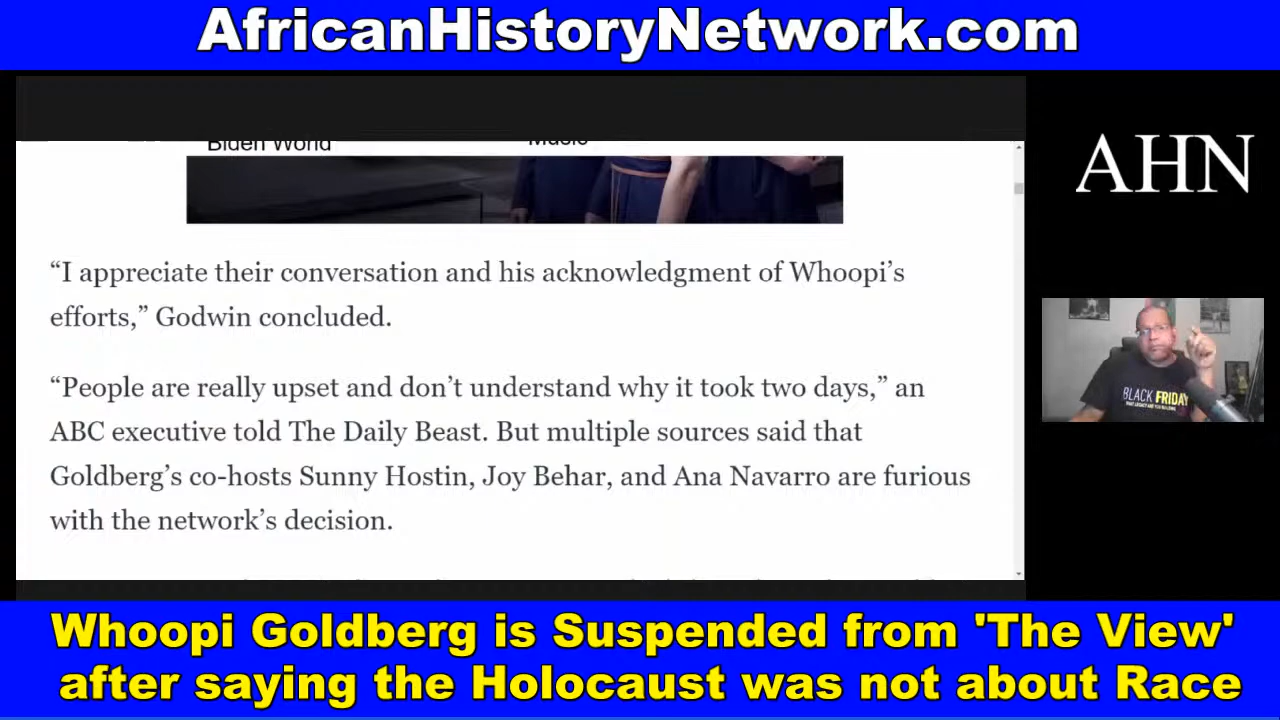 AfricanHistoryNetwork.com
Biden World
Music
AHN
“I appreciate their conversation and his acknowledgment of Whoopi’s
efforts,” Godwin concluded.
“People are really upset and don’t understand why it took two days,” an
ABC executive told The Daily Beast. But multiple sources said that
Goldberg’s co-hosts Sunny Hostin, Joy Behar, and Ana Navarro are furious
with the network’s decision.
BLACK FRIDAY
Whoopi Goldberg is Suspended from 'The View'
after saying the Holocaust was not about Race